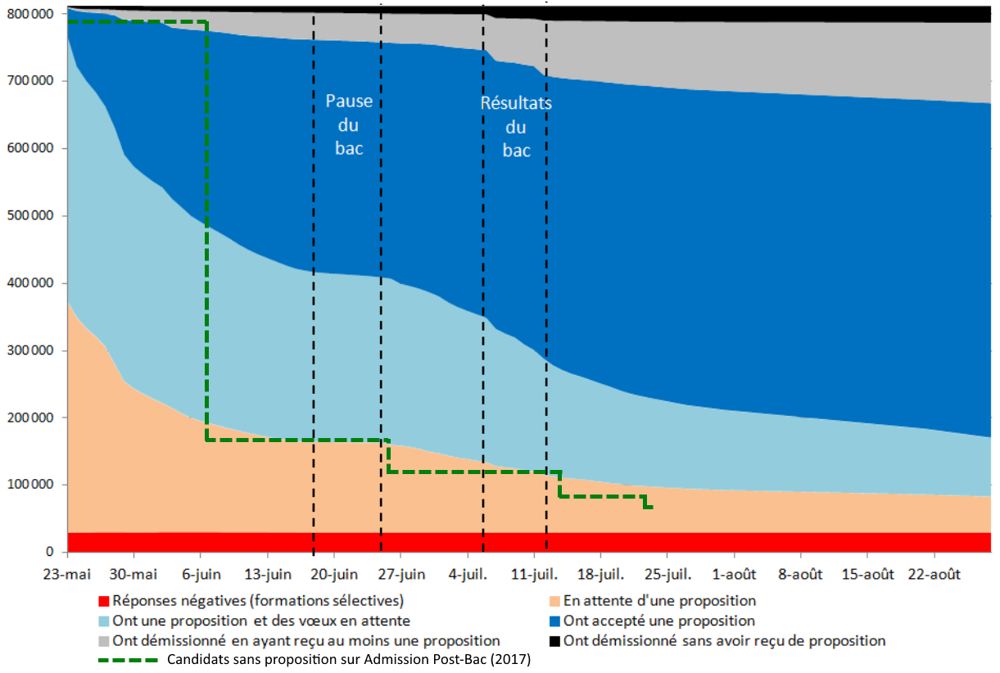 800 000
700 000
600 000
500 000
400 000
300 000
200 000
100 000
0
Pause
du
bac
Résultats
du
bac
23-mai 30-mai 6-juin 13-juin 20-juin 27-juin 4-juil. 11-juil. 18-juil. 25-juil. 1-août 8-août 15-août 22-août
Réponses négatives (formations sélectives) En attente d'une proposition
Ont une proposition et des vœux en attente Ont accepté une proposition
Ont démissionné en ayant reçu au moins une proposition Ont démissionné sans avoir reçu de proposition
Candidats sans proposition sur Admission Post-Bac (2017)